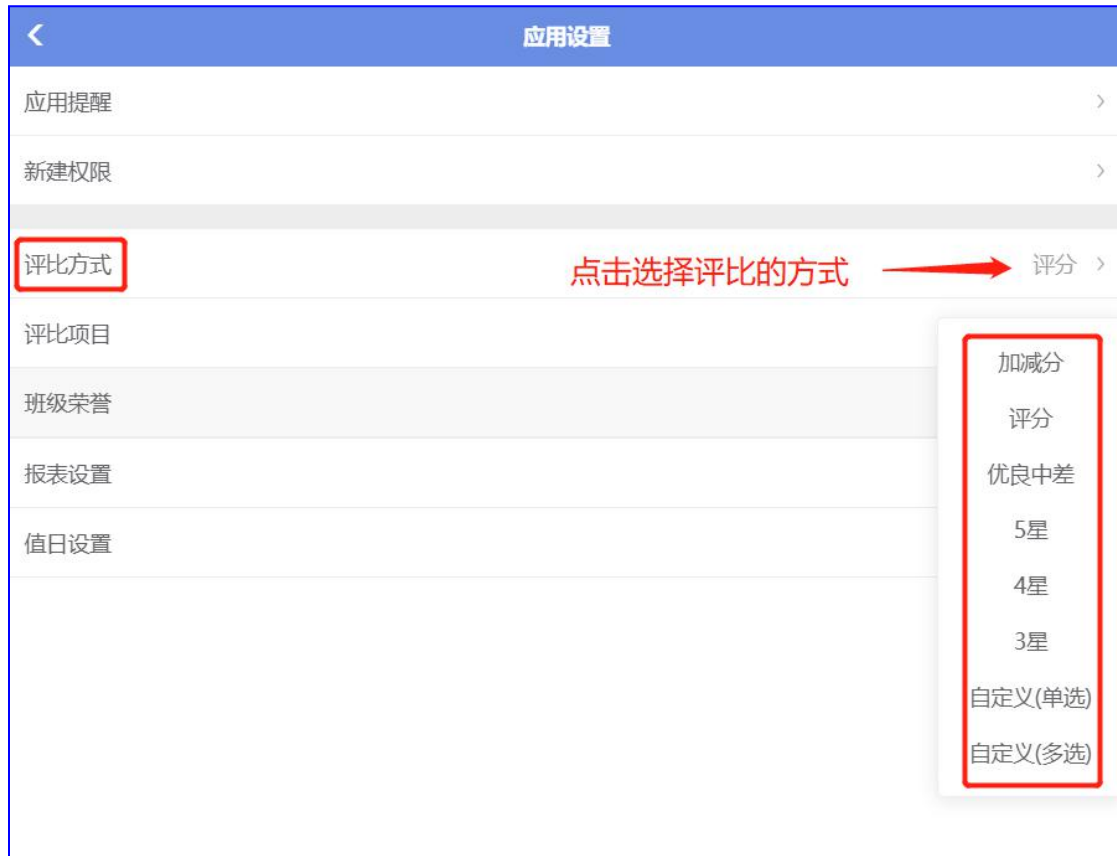 应用设置
应用提醒
新建权限
评比方式 点击选择评比的方式 评分
评比项目
加减分
班级荣誉
评分
报表设置
优良中差
值日设置
5星
4星
3星
自定义(单选)
自定义(多选)